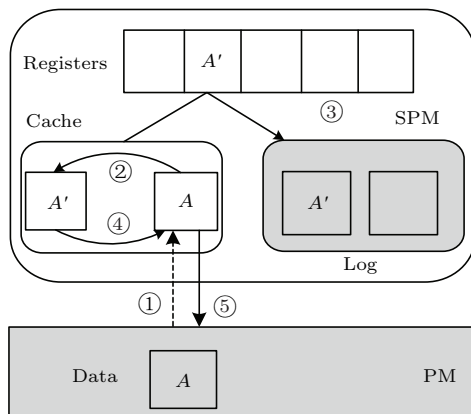 Registers
A′
③
Cache
SPM
②
A′
A
A′
④
Log
①
⑤
Data
A
PM